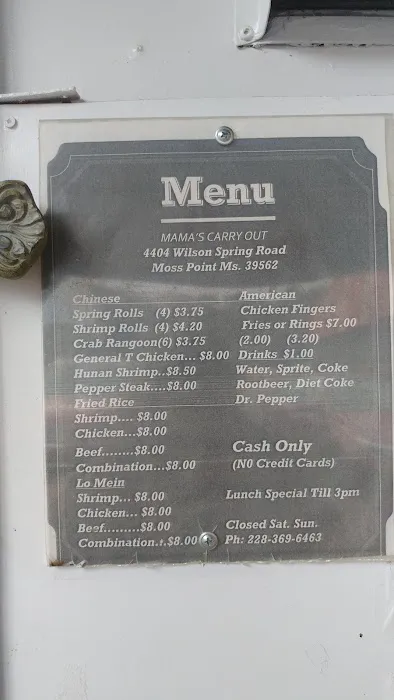 Menu
MAMA'S CARRY OUT
4404 Wilson Spring Road
Moss Point Ms. 39562
Chinese
Spring Rolls (4) $3.75
Shrimp Rolls (4) $4.20
Crab Rangoon(6) $3.75
General T Chicken... $8.00
Hunan Shrimp..$8.50
Pepper Steak....$8.00
Fried Rice
Shrimp.... $8.00
Chicken...$8.00
Beef........$8.00
Combination...$8.00
Lo Mein
Shrimp... $8.00
Chicken... $8.00
Beef.........$8.00
Combination..$8.00
American
Chicken Fingers
Fries or Rings $7.00
(2.00) (3.20)
Drinks $1.00
Water, Sprite, Coke
Rootbeer, Diet Coke
Dr. Pepper
Cash Only
(N0 Credit Cards)
Lunch Special Till 3pm
Closed Sat. Sun.
Ph: 228-369-6463